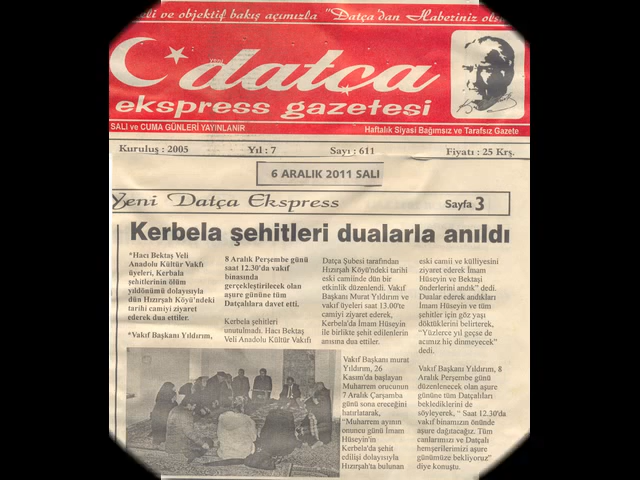 eli ve objektif bakış açımızla "Datça'dan Haberiniz ols
yeni
datça
ekspress gazetesi
SALI ve CUMA GÜNLERİ YAYINLANIR
Haftalık Siyasi Bağımsız ve Tarafsız Gazete
Kuruluş : 2005 Yıl : 7 Sayı : 611 Fiyatı : 25 Krş.
6 ARALIK 2011 SALI
Yeni Datça Ekspress
Sayfa 3
Kerbela şehitleri dualarla anıldı
*Hacı Bektaş Veli
Anadolu Kültür Vakfı
üyeleri, Kerbala
şehitlerinin ölüm
yıldönümü dolayısıyla
dün Hızırşah Köyü'ndeki
tarihi camiyi ziyaret
ederek dua ettiler.
*Vakıf Başkanı Yıldırım,
8 Aralık Perşembe günü
saat 12.30'da vakıf
binasında
gerçekleştirilecek olan
aşure gününe tüm
Datçalılara davet etti.
Kerbela şehitleri
unutulmadı. Hacı Bektaş
Veli Anadolu Kültür Vakıfı
Datça Şubesi tarafından
Hızırşah Köyü'ndeki tarihi
eski camiinde dün bir
etkinlik düzenlendi. Vakıf
Başkanı Murat Yıldırım ve
vakıf üyeleri saat 13.00'te
camiyi ziyaret ederek,
Kerbela'da İmam Hüseyin
ile birlikte şehit edilenlerin
anısına dua ettiler.
Vakıf Başkanı murat
Yıldırım, 26
Kasım'da başlayan
Muharrem orucunun
7 Aralık Çarşamba
günü sona ereceğini
hatırlatarak,
"Muharrem ayının
onuncu günü İmam
Hüseyin'in
Kerbela'da şehit
edilişi dolayısıyla
Hızırşah'ta bulunan
eski camii ve külliyesini
ziyaret ederek İmam
Hüseyin ve Bektaşi
önderlerini andık" dedi.
Dualar ederek andıkları
İmam Hüseyin ve tüm
şehitler için göz yaşı
döktüklerini belirterek,
"Yüzlerce yıl geçse de
acımız hiç dinmeyecek"
dedi.
Vakıf Başkanı Yıldırım, 8
Aralık Perşembe günü
düzenlenecek olan aşure
gününe tüm Datçalıları
beklediklerini de
söyleyerek, " Saat 12.30'da
vakıf binamızın önünde
aşure dağıtacağız. Tüm
canlarımızı ve Datçalı
hemşerilerimizi aşure
günümüze bekliyoruz"
diye konuştu.